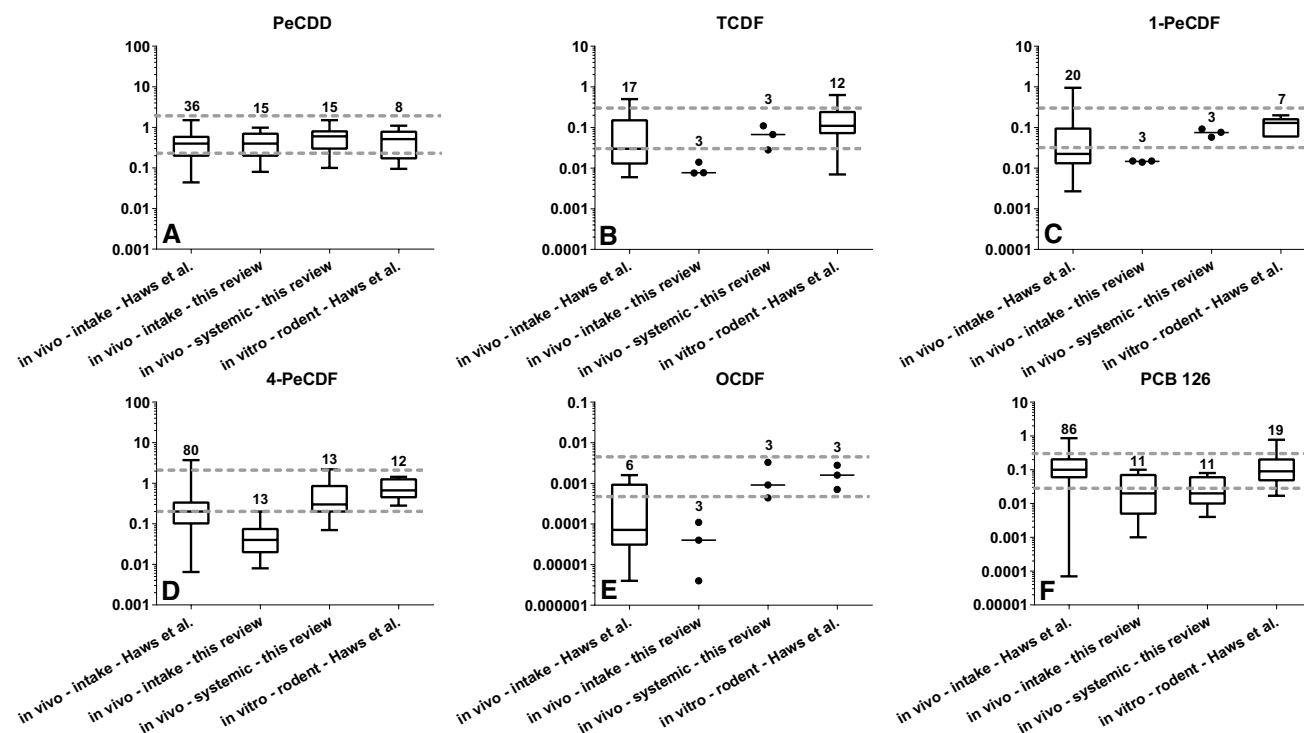 PeCDD
100
10
1
0.1
0.01
0.001
36
15
15
8
A
in vivo - intake - Haws et al.
in vivo - intake - this review
in vivo - systemic - this review
in vitro - rodent - Haws et al.
TCDF
10
1
0.1
0.01
0.001
0.0001
17
3
3
12
B
in vivo - intake - Haws et al.
in vivo - intake - this review
in vivo - systemic - this review
in vitro - rodent - Haws et al.
1-PeCDF
10
1
0.1
0.01
0.001
0.0001
20
3
3
7
C
in vivo - intake - Haws et al.
in vivo - intake - this review
in vivo - systemic - this review
in vitro - rodent - Haws et al.
4-PeCDF
100
10
1
0.1
0.01
0.001
80
13
13
12
D
in vivo - intake - Haws et al.
in vivo - intake - this review
in vivo - systemic - this review
in vitro - rodent - Haws et al.
OCDF
0.1
0.01
0.001
0.0001
0.00001
0.000001
6
3
3
3
E
in vivo - intake - Haws et al.
in vivo - intake - this review
in vivo - systemic - this review
in vitro - rodent - Haws et al.
PCB 126
10
1
0.1
0.01
0.001
0.0001
0.00001
86
11
11
19
F
in vivo - intake - Haws et al.
in vivo - intake - this review
in vivo - systemic - this review
in vitro - rodent - Haws et al.